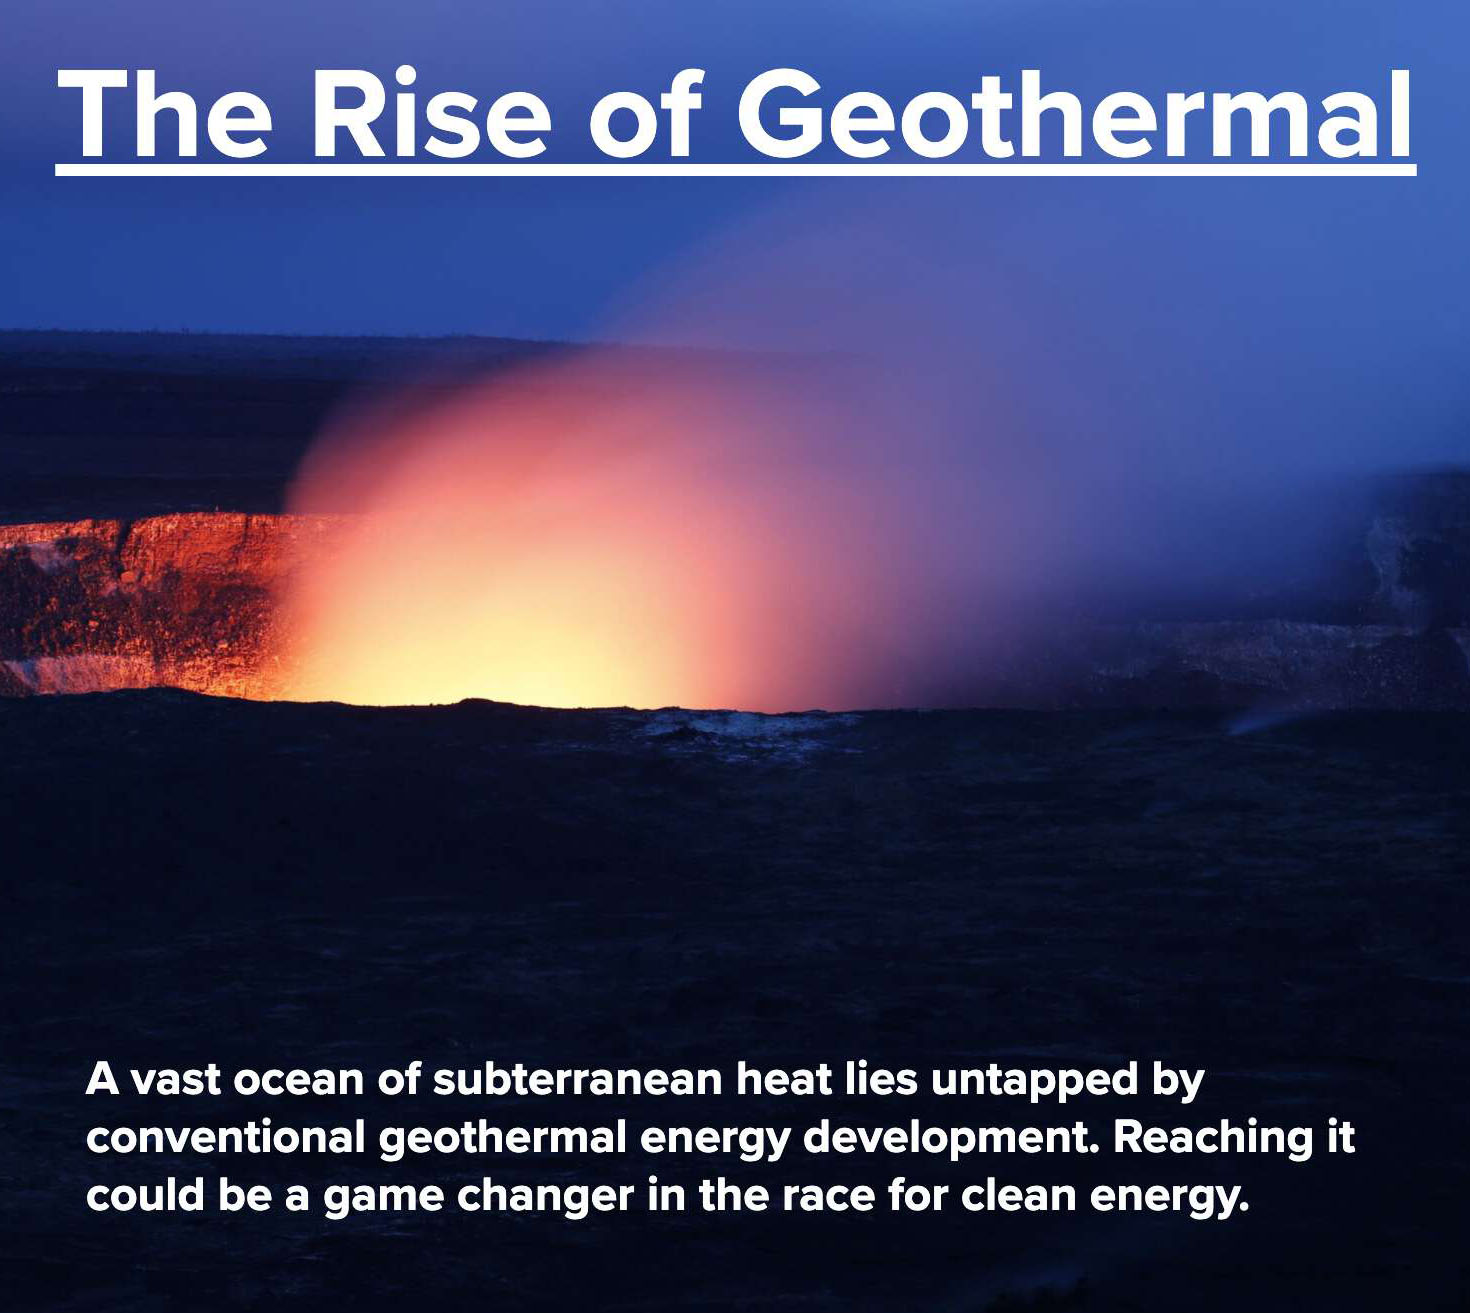 The Rise of Geothermal
A vast ocean of subterranean heat lies untapped by
conventional geothermal energy development. Reaching it
could be a game changer in the race for clean energy.